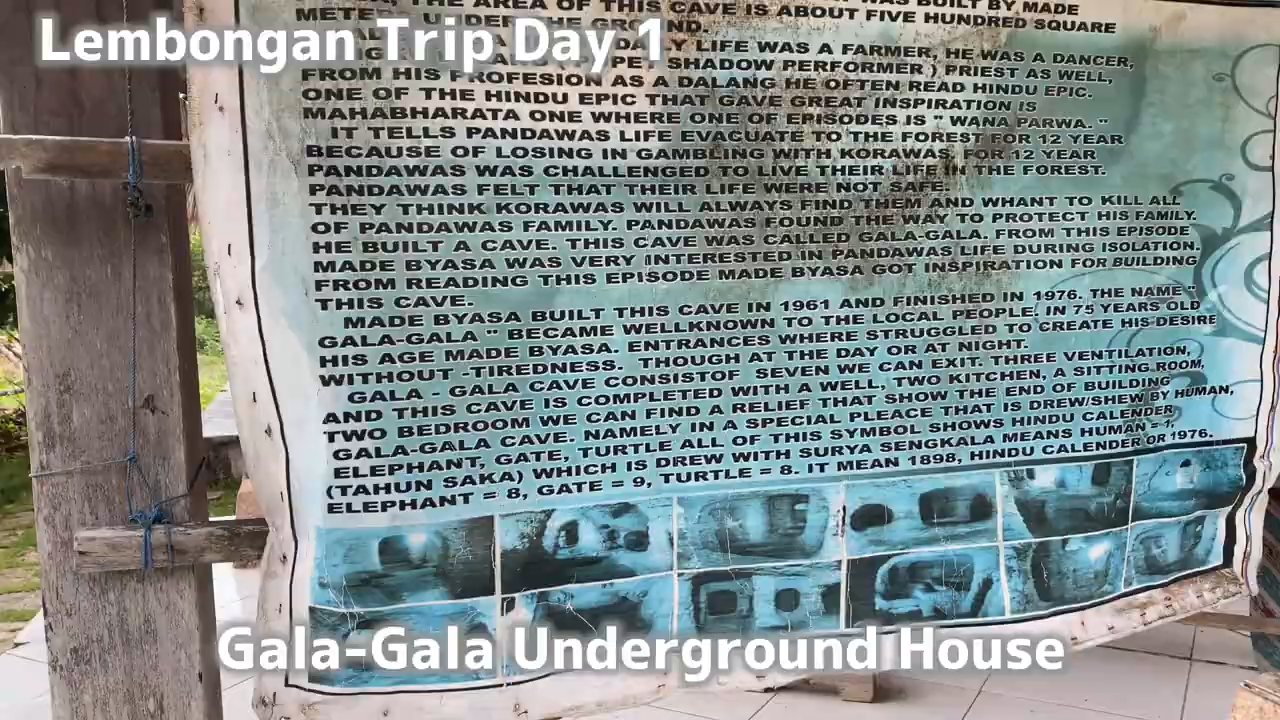 Lembongan Trip Day 1
THE AREA OF THIS CAVE IS ABOUT FIVE HUNDRED SQUARE
WAS BUILT BY MADE
UNDER THE GROUND.
LIFE WAS A FARMER, HE WAS A DANCER,
SHADOW PERFORMER ) PRIEST AS WELL,
FROM HIS PROFESION AS A DALANG HE OFTEN READ HINDU EPIC.
ONE OF THE HINDU EPIC THAT GAVE GREAT INSPIRATION IS
MAHABHARATA ONE WHERE ONE OF EPISODES IS " WANA PARWA. "
IT TELLS PANDAWAS LIFE EVACUATE TO THE FOREST FOR 12 YEAR
BECAUSE OF LOSING IN GAMBLING WITH KORAWAS, FOR 12 YEAR
PANDAWAS WAS CHALLENGED TO LIVE THEIR LIFE IN THE FOREST.
PANDAWAS FELT THAT THEIR LIFE WERE NOT SAFE.
THEY THINK KORAWAS WILL ALWAYS FIND THEM AND WHANT TO KILL ALL
OF PANDAWAS FAMILY. PANDAWAS FOUND THE WAY TO PROTECT HIS FAMILY.
HE BUILT A CAVE. THIS CAVE WAS CALLED GALA-GALA. FROM THIS EPISODE
MADE BYASA WAS VERY INTERESTED IN PANDAWAS LIFE DURING ISOLATION.
FROM READING THIS EPISODE MADE BYASA GOT INSPIRATION FOR BUILDING
THIS CAVE.
MADE BYASA BUILT THIS CAVE IN 1961 AND FINISHED IN 1976. THE NAME "
GALA-GALA " BECAME WELLKNOWN TO THE LOCAL PEOPLE. IN 75 YEARS OLD
HIS AGE MADE BYASA. ENTRANCES WHERE STRUGGLED TO CREATE HIS DESIRE
WITHOUT -TIREDNESS. THOUGH AT THE DAY OR AT NIGHT.
GALA - GALA CAVE CONSISTOF SEVEN WE CAN EXIT. THREE VENTILATION,
AND THIS CAVE IS COMPLETED WITH A WELL, TWO KITCHEN, A SITTING ROOM,
TWO BEDROOM WE CAN FIND A RELIEF THAT SHOW THE END OF BUILDING
GALA-GALA CAVE. NAMELY IN A SPECIAL PLEACE THAT IS DREW/SHEW BY HUMAN,
ELEPHANT, GATE, TURTLE ALL OF THIS SYMBOL SHOWS HINDU CALENDER
(TAHUN SAKA) WHICH IS DREW WITH SURYA SENGKALA MEANS HUMAN = 1,
ELEPHANT = 8, GATE = 9, TURTLE = 8. IT MEAN 1898, HINDU CALENDER OR 1976.
Gala-Gala Underground House